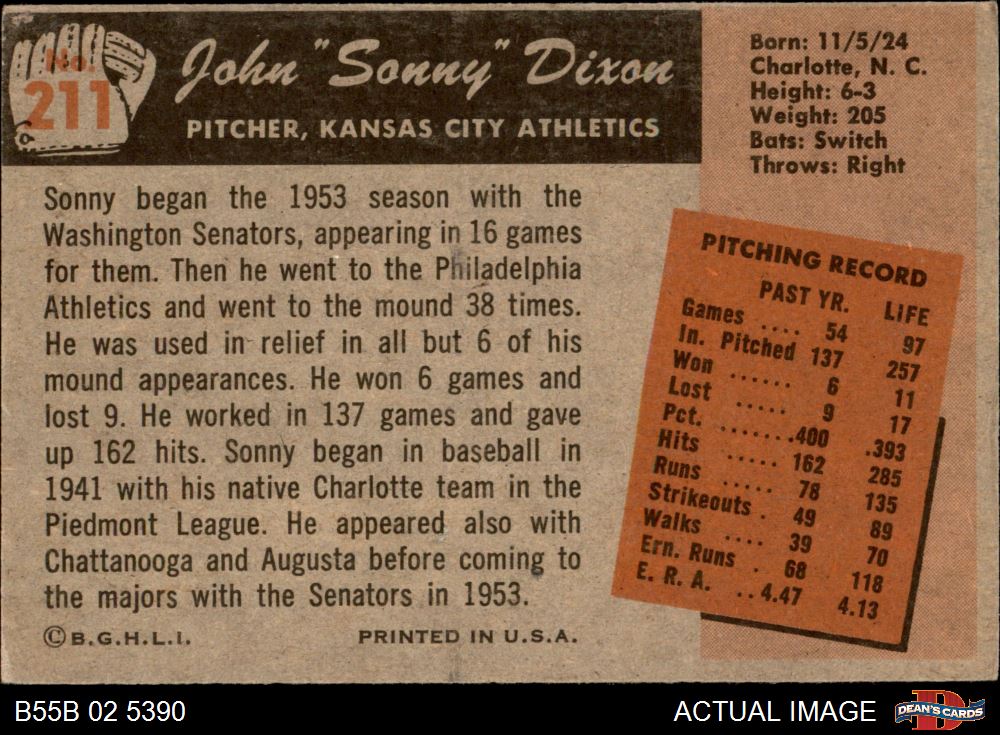 No.
211
John "Sonny" Dixon
PITCHER, KANSAS CITY ATHLETICS
Born: 11/5/24
Charlotte, N. C.
Height: 6-3
Weight: 205
Bats: Switch
Throws: Right
Sonny began the 1953 season with the
Washington Senators, appearing in 16 games
for them. Then he went to the Philadelphia
Athletics and went to the mound 38 times.
He was used in relief in all but 6 of his
mound appearances. He won 6 games and
lost 9. He worked in 137 games and gave
up 162 hits. Sonny began in baseball in
1941 with his native Charlotte team in the
Piedmont League. He appeared also with
Chattanooga and Augusta before coming to
the majors with the Senators in 1953.
©B.G.H.L.I. PRINTED IN U.S.A.
PITCHING RECORD
PAST YR. LIFE
Games .... 54 97
In. Pitched 137 257
Won ...... 6 11
Lost ..... 9 17
Pct. .......400 .393
Hits ..... 162 285
Runs ..... 78 135
Strikeouts . 49 89
Walks .... 39 70
Ern. Runs . 68 118
E. R. A. ..4.47 4.13
B55B 02 5390
ACTUAL IMAGE
DEAN'S CARDS